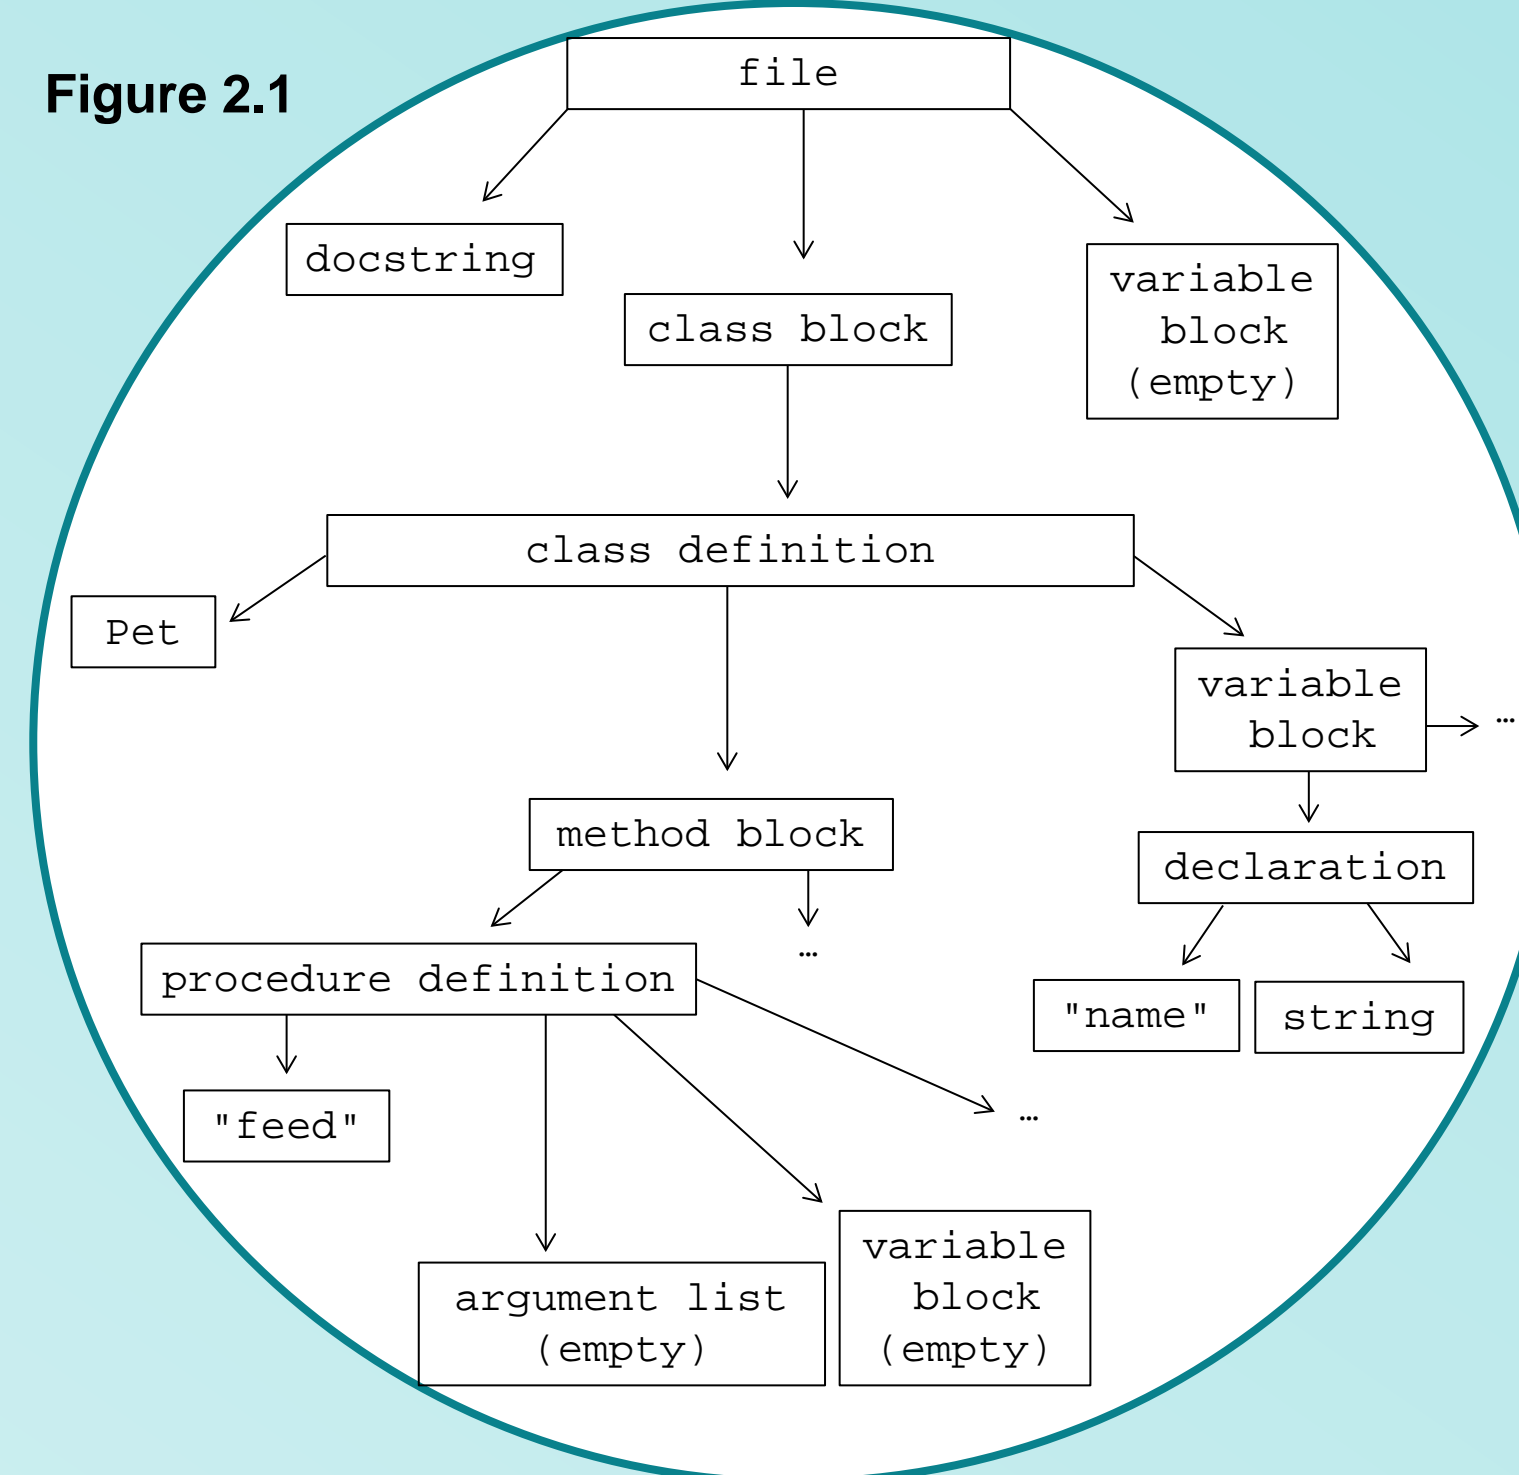 Figure 2.1
file
docstring
class block
variable
block
(empty)
class definition
Pet
variable
block
…
method block
declaration
…
procedure definition
"name"
string
"feed"
…
argument list
(empty)
variable
block
(empty)